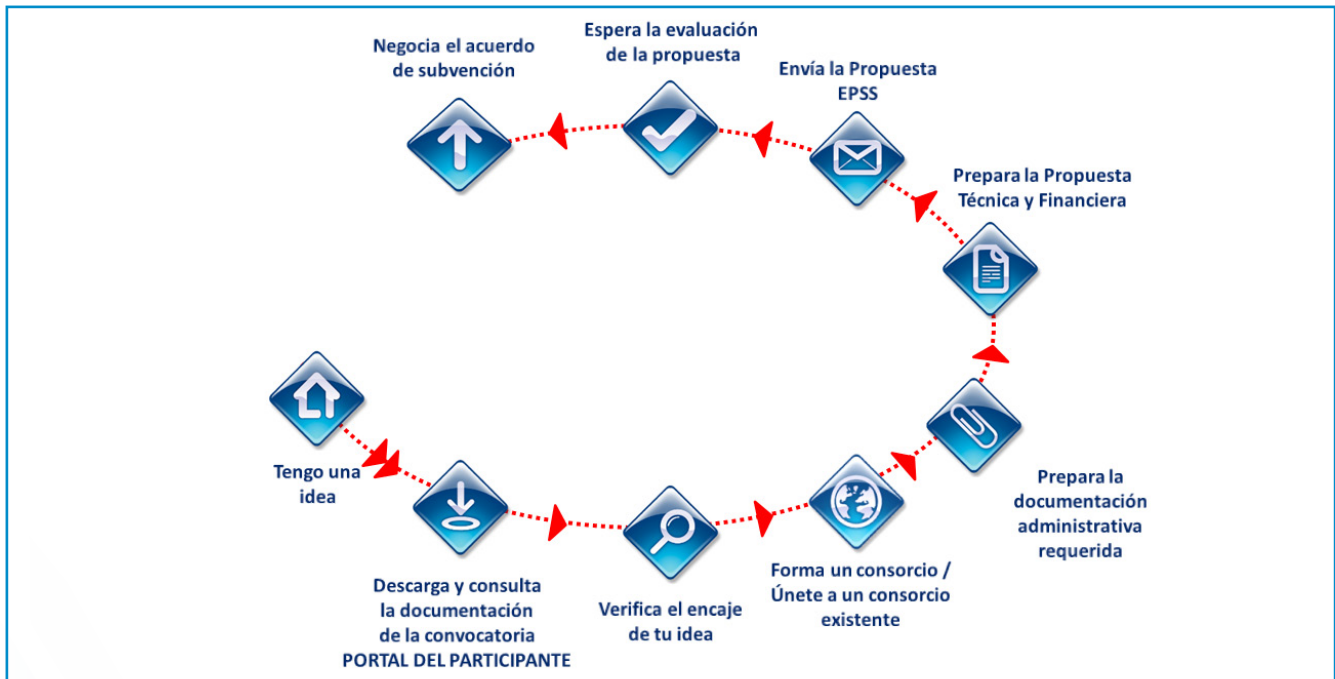 Negocia el acuerdo
de subvención
Espera la evaluación
de la propuesta
Envía la Propuesta
EPSS
Prepara la Propuesta
Técnica y Financiera
Tengo una
idea
Descarga y consulta
la documentación
de la convocatoria
PORTAL DEL PARTICIPANTE
Verifica el encaje
de tu idea
Forma un consorcio /
Únete a un consorcio
existente
Prepara la
documentación
administrativa
requerida